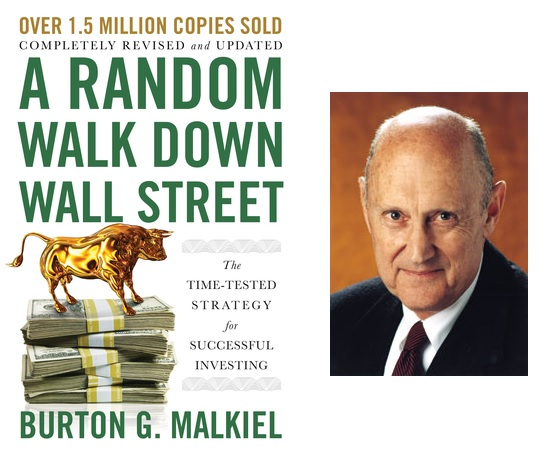 OVER 1.5 MILLION COPIES SOLD
COMPLETELY REVISED and UPDATED
A RANDOM
WALK DOWN
WALL STREET
The
TIME-TESTED
STRATEGY
for
SUCCESSFUL
INVESTING
BURTON G. MALKIEL